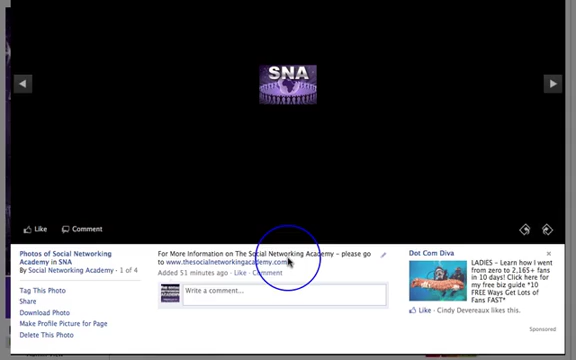 SNA
Like Comment
Photos of Social Networking
Academy in SNA
By Social Networking Academy - 1 of 4
Tag This Photo
Share
Download Photo
Make Profile Picture for Page
Delete This Photo
For More Information on The Social Networking Academy - please go
to www.thesocialnetworkingacademy.com
Added 51 minutes ago · Like · Comment
Write a comment...
Dot Com Diva
LADIES - Learn how I went
from zero to 2,165+ fans
in 10 days! Click here for
my free biz guide *10
FREE Ways Get Lots of
Fans FAST*
Like · Cindy Devereaux likes this.
Sponsored